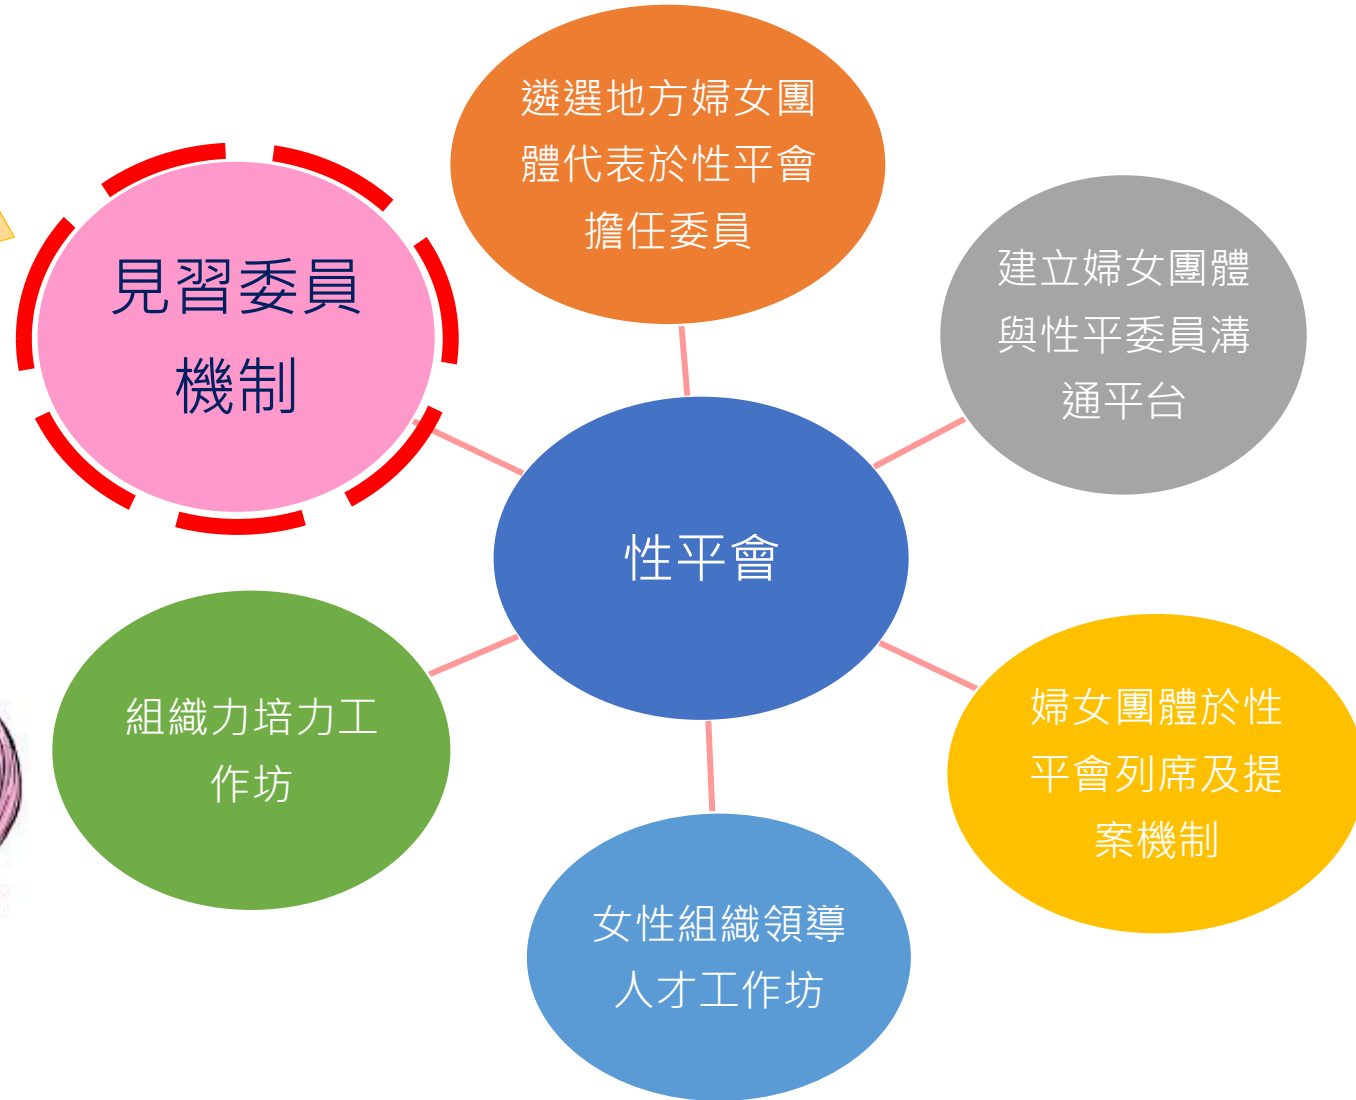 遴選地方婦女團
體代表於性平會
擔任委員
見習委員
機制
建立婦女團體
與性平委員溝
通平台
性平會
組織力培力工
作坊
婦女團體於性
平會列席及提
案機制
女性組織領導
人才工作坊